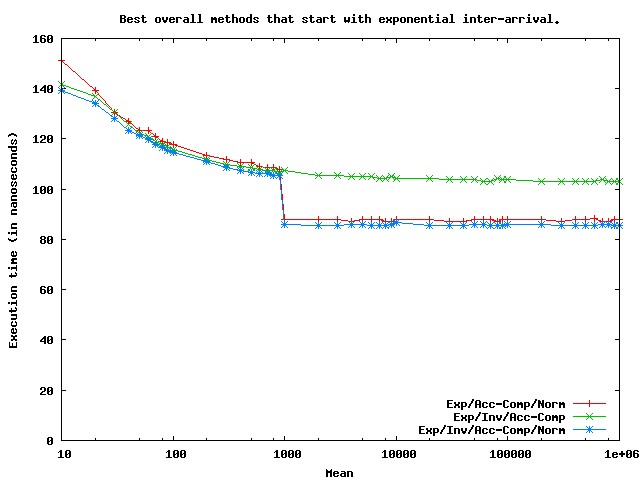 Best overall methods that start with exponential inter-arrival.
160
140
120
100
80
60
40
20
0
Execution time (in nanoseconds)
Exp/Acc-Comp/Norm
Exp/Inv/Acc-Comp
Exp/Inv/Acc-Comp/Norm
10 100 1000 10000 100000 1e+06
Mean